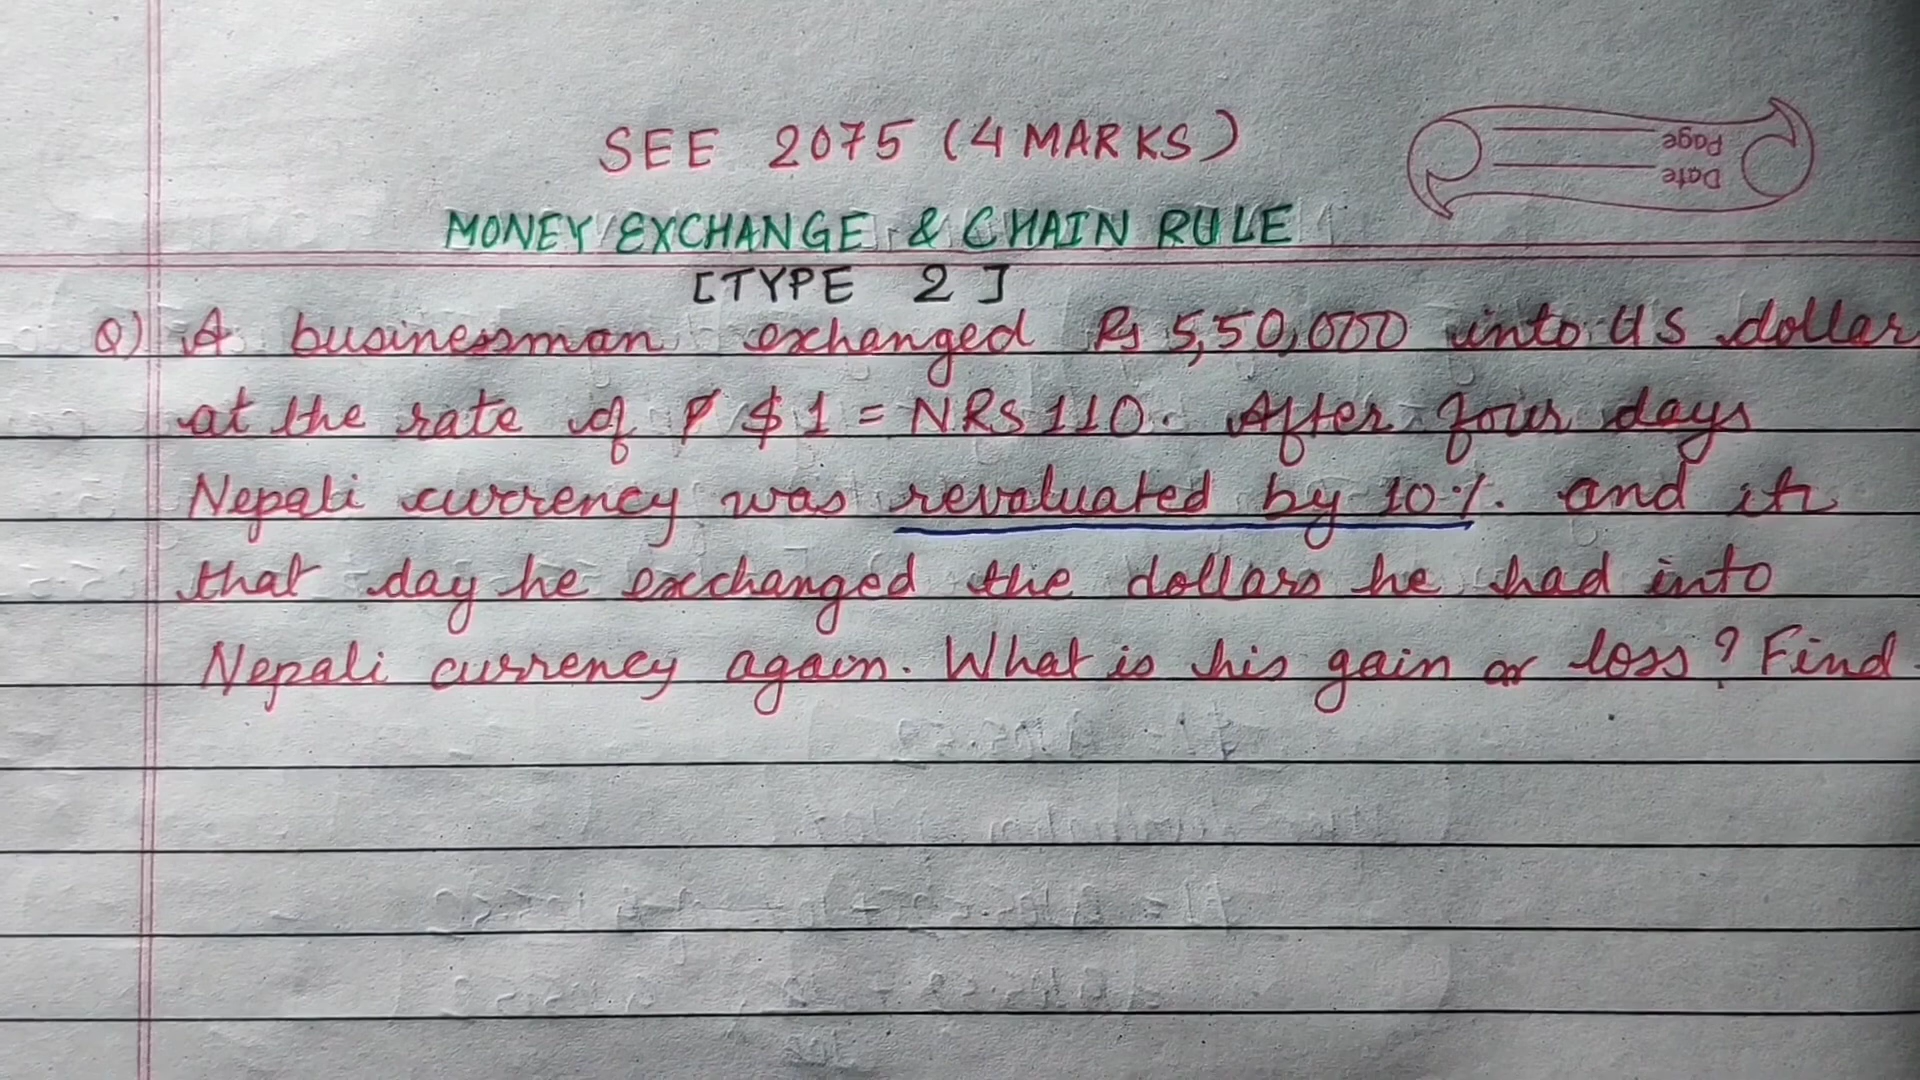 SEE 2075 (4 MARKS)
Page
Date
MONEY EXCHANGE & CHAIN RULE
[TYPE 2]
Q) A businessman exchanged Rs 5,50,000 into US dollar
at the rate of $1 = NRs 110. After four days
Nepali currency was revaluated by 10%. and in
that day he exchanged the dollars he had into
Nepali currency again. What is his gain or loss? Find